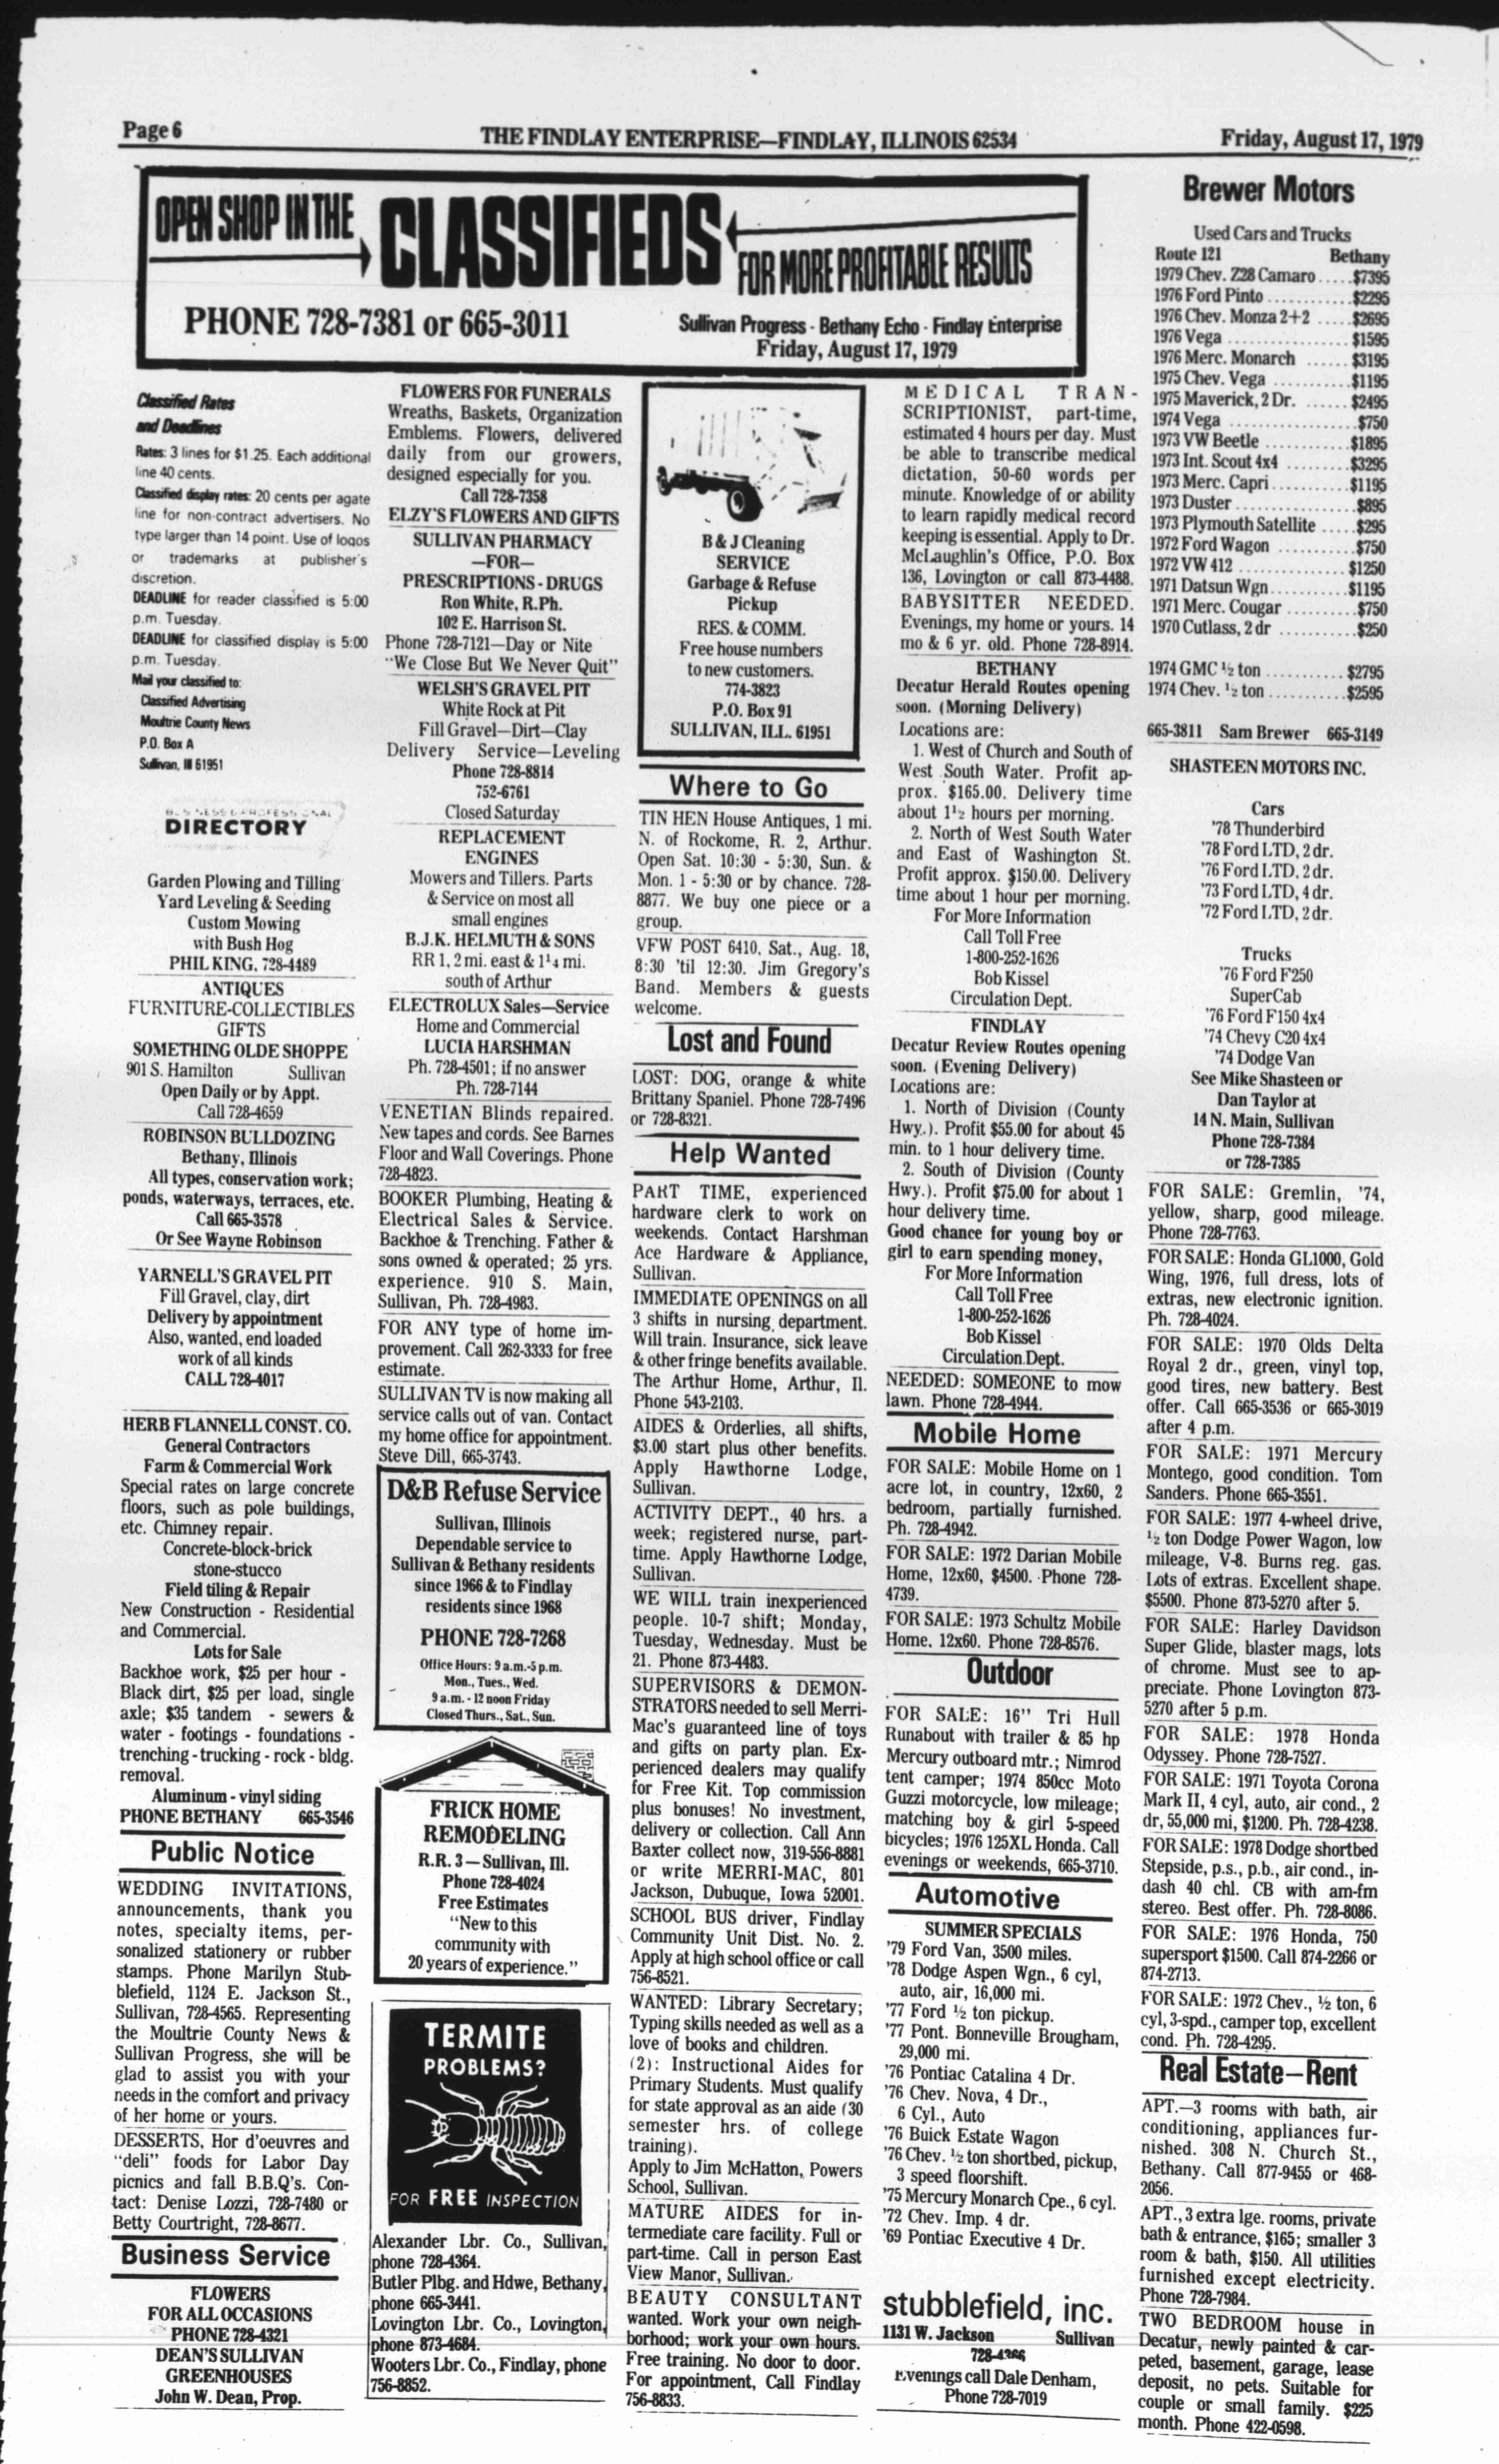 Page 6
THE FINDLAY ENTERPRISE—FINDLAY, ILLINOIS 62534
Friday, August 17, 1979
OPEN SHOP IN THE
CLASSIFIEDS
FOR MORE PROFITABLE RESULTS
PHONE 728-7381 or 665-3011
Sullivan Progress - Bethany Echo - Findlay Enterprise
Friday, August 17, 1979
Classified Rates
and Deadlines
Rates: 3 lines for $1.25. Each additional
line 40 cents.
Classified display rates: 20 cents per agate
line for non-contract advertisers. No
type larger than 14 point. Use of logos
or trademarks at publisher's
discretion.
DEADLINE for reader classified is 5:00
p.m. Tuesday.
DEADLINE for classified display is 5:00
p.m. Tuesday.
Mail your classified to:
Classified Advertising
Moultrie County News
P.O. Box A
Sullivan, Ill 61951
BUSINESS & PROFESSIONAL
DIRECTORY
Garden Plowing and Tilling
Yard Leveling & Seeding
Custom Mowing
with Bush Hog
PHIL KING, 728-4489
ANTIQUES
FURNITURE-COLLECTIBLES
GIFTS
SOMETHING OLDE SHOPPE
901 S. Hamilton Sullivan
Open Daily or by Appt.
Call 728-4659
ROBINSON BULLDOZING
Bethany, Illinois
All types, conservation work;
ponds, waterways, terraces, etc.
Call 665-3578
Or See Wayne Robinson
YARNELL'S GRAVEL PIT
Fill Gravel, clay, dirt
Delivery by appointment
Also, wanted, end loaded
work of all kinds
CALL 728-4017
HERB FLANNELL CONST. CO.
General Contractors
Farm & Commercial Work
Special rates on large concrete
floors, such as pole buildings,
etc. Chimney repair.
Concrete-block-brick
stone-stucco
Field tiling & Repair
New Construction - Residential
and Commercial.
Lots for Sale
Backhoe work, $25 per hour -
Black dirt, $25 per load, single
axle; $35 tandem - sewers &
water - footings - foundations -
trenching - trucking - rock - bldg.
removal.
Aluminum - vinyl siding
PHONE BETHANY 665-3546
Public Notice
WEDDING INVITATIONS,
announcements, thank you
notes, specialty items, per-
sonalized stationery or rubber
stamps. Phone Marilyn Stub-
blefield, 1124 E. Jackson St.,
Sullivan, 728-4565. Representing
the Moultrie County News &
Sullivan Progress, she will be
glad to assist you with your
needs in the comfort and privacy
of her home or yours.
DESSERTS, Hor d'oeuvres and
"deli" foods for Labor Day
picnics and fall B.B.Q's. Con-
tact: Denise Lozzi, 728-7480 or
Betty Courtright, 728-8677.
Business Service
FLOWERS
FOR ALL OCCASIONS
PHONE 728-4321
DEAN'S SULLIVAN
GREENHOUSES
John W. Dean, Prop.
FLOWERS FOR FUNERALS
Wreaths, Baskets, Organization
Emblems. Flowers, delivered
daily from our growers,
designed especially for you.
Call 728-7358
ELZY'S FLOWERS AND GIFTS
SULLIVAN PHARMACY
—FOR—
PRESCRIPTIONS - DRUGS
Ron White, R.Ph.
102 E. Harrison St.
Phone 728-7121—Day or Nite
"We Close But We Never Quit"
WELSH'S GRAVEL PIT
White Rock at Pit
Fill Gravel—Dirt—Clay
Delivery Service—Leveling
Phone 728-8814
752-6761
Closed Saturday
REPLACEMENT
ENGINES
Mowers and Tillers. Parts
& Service on most all
small engines
B.J.K. HELMUTH & SONS
RR 1, 2 mi. east & 1¼ mi.
south of Arthur
ELECTROLUX Sales—Service
Home and Commercial
LUCIA HARSHMAN
Ph. 728-4501; if no answer
Ph. 728-7144
VENETIAN Blinds repaired.
New tapes and cords. See Barnes
Floor and Wall Coverings. Phone
728-4823.
BOOKER Plumbing, Heating &
Electrical Sales & Service.
Backhoe & Trenching. Father &
sons owned & operated; 25 yrs.
experience. 910 S. Main,
Sullivan, Ph. 728-4983.
FOR ANY type of home im-
provement. Call 262-3333 for free
estimate.
SULLIVAN TV is now making all
service calls out of van. Contact
my home office for appointment.
Steve Dill, 665-3743.
D&B Refuse Service
Sullivan, Illinois
Dependable service to
Sullivan & Bethany residents
since 1966 & to Findlay
residents since 1968
PHONE 728-7268
Office Hours: 9 a.m.-5 p.m.
Mon., Tues., Wed.
9 a.m. - 12 noon Friday
Closed Thurs., Sat., Sun.
FRICK HOME
REMODELING
R.R. 3 — Sullivan, Ill.
Phone 728-4024
Free Estimates
"New to this
community with
20 years of experience."
TERMITE
PROBLEMS?
FOR FREE INSPECTION
Alexander Lbr. Co., Sullivan,
phone 728-4364.
Butler Plbg. and Hdwe, Bethany,
phone 665-3441.
Lovington Lbr. Co., Lovington,
phone 873-4684.
Wooters Lbr. Co., Findlay, phone
756-8852.
B & J Cleaning
SERVICE
Garbage & Refuse
Pickup
RES. & COMM.
Free house numbers
to new customers.
774-3823
P.O. Box 91
SULLIVAN, ILL. 61951
Where to Go
TIN HEN House Antiques, 1 mi.
N. of Rockome, R. 2, Arthur.
Open Sat. 10:30 - 5:30, Sun. &
Mon. 1 - 5:30 or by chance. 728-
8877. We buy one piece or a
group.
VFW POST 6410, Sat., Aug. 18,
8:30 'til 12:30. Jim Gregory's
Band. Members & guests
welcome.
Lost and Found
LOST: DOG, orange & white
Brittany Spaniel. Phone 728-7496
or 728-8321.
Help Wanted
PART TIME, experienced
hardware clerk to work on
weekends. Contact Harshman
Ace Hardware & Appliance,
Sullivan.
IMMEDIATE OPENINGS on all
3 shifts in nursing department.
Will train. Insurance, sick leave
& other fringe benefits available.
The Arthur Home, Arthur, Il.
Phone 543-2103.
AIDES & Orderlies, all shifts,
$3.00 start plus other benefits.
Apply Hawthorne Lodge,
Sullivan.
ACTIVITY DEPT., 40 hrs. a
week; registered nurse, part-
time. Apply Hawthorne Lodge,
Sullivan.
WE WILL train inexperienced
people. 10-7 shift; Monday,
Tuesday, Wednesday. Must be
21. Phone 873-4483.
SUPERVISORS & DEMON-
STRATORS needed to sell Merri-
Mac's guaranteed line of toys
and gifts on party plan. Ex-
perienced dealers may qualify
for Free Kit. Top commission
plus bonuses! No investment,
delivery or collection. Call Ann
Baxter collect now, 319-556-8881
or write MERRI-MAC, 801
Jackson, Dubuque, Iowa 52001.
SCHOOL BUS driver, Findlay
Community Unit Dist. No. 2.
Apply at high school office or call
756-8521.
WANTED: Library Secretary;
Typing skills needed as well as a
love of books and children.
(2): Instructional Aides for
Primary Students. Must qualify
for state approval as an aide (30
semester hrs. of college
training).
Apply to Jim McHatton, Powers
School, Sullivan.
MATURE AIDES for in-
termediate care facility. Full or
part-time. Call in person East
View Manor, Sullivan.
BEAUTY CONSULTANT
wanted. Work your own neigh-
borhood; work your own hours.
Free training. No door to door.
For appointment, Call Findlay
756-8833.
MEDICAL TRAN-
SCRIPTIONIST, part-time,
estimated 4 hours per day. Must
be able to transcribe medical
dictation, 50-60 words per
minute. Knowledge of or ability
to learn rapidly medical record
keeping is essential. Apply to Dr.
McLaughlin's Office, P.O. Box
136, Lovington or call 873-4488.
BABYSITTER NEEDED.
Evenings, my home or yours. 14
mo & 6 yr. old. Phone 728-8914.
BETHANY
Decatur Herald Routes opening
soon. (Morning Delivery)
Locations are:
1. West of Church and South of
West South Water. Profit ap-
prox. $165.00. Delivery time
about 1½ hours per morning.
2. North of West South Water
and East of Washington St.
Profit approx. $150.00. Delivery
time about 1 hour per morning.
For More Information
Call Toll Free
1-800-252-1626
Bob Kissel
Circulation Dept.
FINDLAY
Decatur Review Routes opening
soon. (Evening Delivery)
Locations are:
1. North of Division (County
Hwy.). Profit $55.00 for about 45
min. to 1 hour delivery time.
2. South of Division (County
Hwy.). Profit $75.00 for about 1
hour delivery time.
Good chance for young boy or
girl to earn spending money,
For More Information
Call Toll Free
1-800-252-1626
Bob Kissel
Circulation Dept.
NEEDED: SOMEONE to mow
lawn. Phone 728-4944.
Mobile Home
FOR SALE: Mobile Home on 1
acre lot, in country, 12x60, 2
bedroom, partially furnished.
Ph. 728-4942.
FOR SALE: 1972 Darian Mobile
Home, 12x60, $4500. Phone 728-
4739.
FOR SALE: 1973 Schultz Mobile
Home, 12x60. Phone 728-8576.
Outdoor
FOR SALE: 16" Tri Hull
Runabout with trailer & 85 hp
Mercury outboard mtr.; Nimrod
tent camper; 1974 850cc Moto
Guzzi motorcycle, low mileage;
matching boy & girl 5-speed
bicycles; 1976 125XL Honda. Call
evenings or weekends, 665-3710.
Automotive
SUMMER SPECIALS
'79 Ford Van, 3500 miles.
'78 Dodge Aspen Wgn., 6 cyl,
auto, air, 16,000 mi.
'77 Ford ½ ton pickup.
'77 Pont. Bonneville Brougham,
29,000 mi.
'76 Pontiac Catalina 4 Dr.
'76 Chev. Nova, 4 Dr.,
6 Cyl., Auto
'76 Buick Estate Wagon
'76 Chev. ½ ton shortbed, pickup,
3 speed floorshift.
'75 Mercury Monarch Cpe., 6 cyl.
'72 Chev. Imp. 4 dr.
'69 Pontiac Executive 4 Dr.
stubblefield, inc.
1131 W. Jackson Sullivan
Evenings call Dale Denham,
Phone 728-7019
Brewer Motors
Used Cars and Trucks
Route 121 Bethany
1979 Chev. Z28 Camaro.....$7395
1976 Ford Pinto...........$2295
1976 Chev. Monza 2+2.....$2695
1976 Vega................$1595
1976 Merc. Monarch......$3195
1975 Chev. Vega..........$1195
1975 Maverick, 2 Dr.......$2495
1974 Vega................$750
1973 VW Beetle..........$1895
1973 Int. Scout 4x4........$3295
1973 Merc. Capri..........$1195
1973 Duster...............$895
1973 Plymouth Satellite.....$295
1972 Ford Wagon..........$750
1972 VW 412..............$1250
1971 Datsun Wgn..........$1195
1971 Merc. Cougar.........$750
1970 Cutlass, 2 dr..........$250
1974 GMC ½ ton..........$2795
1974 Chev. ½ ton..........$2595
665-3811 Sam Brewer 665-3149
SHASTEEN MOTORS INC.
Cars
'78 Thunderbird
'78 Ford LTD, 2 dr.
'76 Ford LTD, 2 dr.
'73 Ford LTD, 4 dr.
'72 Ford LTD, 2 dr.
Trucks
'76 Ford F250
SuperCab
'76 Ford F150 4x4
'74 Chevy C20 4x4
'74 Dodge Van
See Mike Shasteen or
Dan Taylor at
14 N. Main, Sullivan
Phone 728-7384
or 728-7385
FOR SALE: Gremlin, '74,
yellow, sharp, good mileage.
Phone 728-7763.
FOR SALE: Honda GL1000, Gold
Wing, 1976, full dress, lots of
extras, new electronic ignition.
Ph. 728-4024.
FOR SALE: 1970 Olds Delta
Royal 2 dr., green, vinyl top,
good tires, new battery. Best
offer. Call 665-3536 or 665-3019
after 4 p.m.
FOR SALE: 1971 Mercury
Montego, good condition. Tom
Sanders. Phone 665-3551.
FOR SALE: 1977 4-wheel drive,
½ ton Dodge Power Wagon, low
mileage, V-8. Burns reg. gas.
Lots of extras. Excellent shape.
$5500. Phone 873-5270 after 5.
FOR SALE: Harley Davidson
Super Glide, blaster mags, lots
of chrome. Must see to ap-
preciate. Phone Lovington 873-
5270 after 5 p.m.
FOR SALE: 1978 Honda
Odyssey. Phone 728-7527.
FOR SALE: 1971 Toyota Corona
Mark II, 4 cyl, auto, air cond., 2
dr, 55,000 mi, $1200. Ph. 728-4238.
FOR SALE: 1978 Dodge shortbed
Stepside, p.s., p.b., air cond., in-
dash 40 chl. CB with am-fm
stereo. Best offer. Ph. 728-8086.
FOR SALE: 1976 Honda, 750
supersport $1500. Call 874-2266 or
874-2713.
FOR SALE: 1972 Chev., ½ ton, 6
cyl, 3-spd., camper top, excellent
cond. Ph. 728-4295.
Real Estate—Rent
APT.—3 rooms with bath, air
conditioning, appliances fur-
nished. 308 N. Church St.,
Bethany. Call 877-9455 or 468-
2056.
APT., 3 extra lge. rooms, private
bath & entrance, $165; smaller 3
room & bath, $150. All utilities
furnished except electricity.
Phone 728-7984.
TWO BEDROOM house in
Decatur, newly painted & car-
peted, basement, garage, lease
deposit, no pets. Suitable for
couple or small family. $225
month. Phone 422-0598.